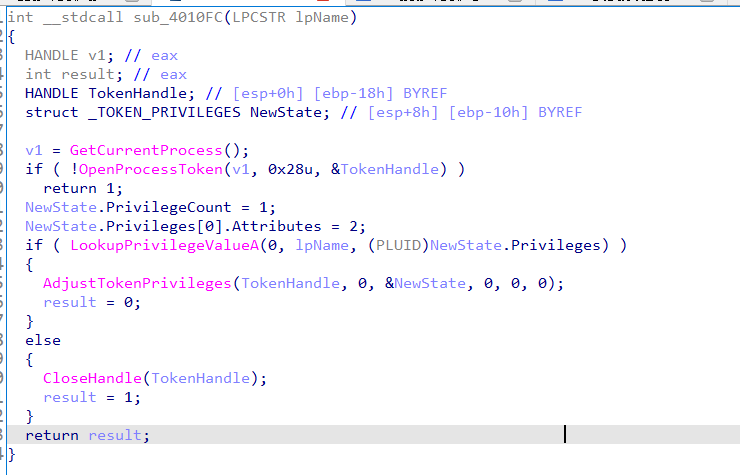 int __stdcall sub_4010FC(LPCSTR lpName)
{
  HANDLE v1; // eax
  int result; // eax
  HANDLE TokenHandle; // [esp+0h] [ebp-18h] BYREF
  struct _TOKEN_PRIVILEGES NewState; // [esp+8h] [ebp-10h] BYREF

  v1 = GetCurrentProcess();
  if ( !OpenProcessToken(v1, 0x28u, &TokenHandle) )
    return 1;
  NewState.PrivilegeCount = 1;
  NewState.Privileges[0].Attributes = 2;
  if ( LookupPrivilegeValueA(0, lpName, (PLUID)NewState.Privileges) )
  {
    AdjustTokenPrivileges(TokenHandle, 0, &NewState, 0, 0, 0);
    result = 0;
  }
  else
  {
    CloseHandle(TokenHandle);
    result = 1;
  }
  return result;
}